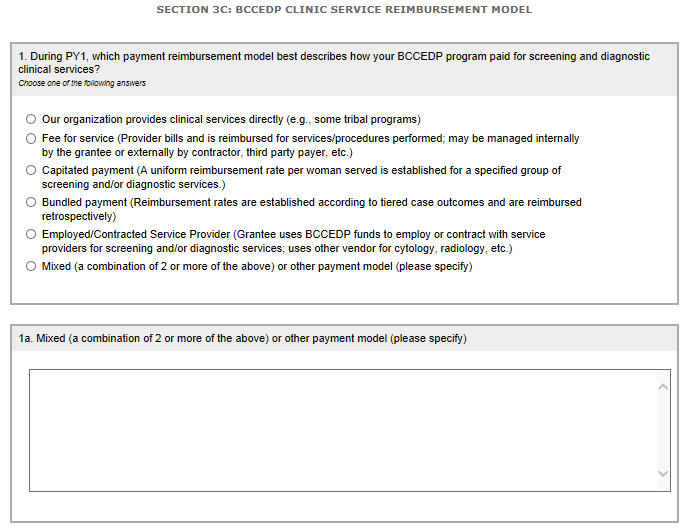 SECTION 3C: BCCEDP CLINIC SERVICE REIMBURSEMENT MODEL
1. During PY1, which payment reimbursement model best describes how your BCCEDP program paid for screening and diagnostic
clinical services?
Choose one of the following answers
Our organization provides clinical services directly (e.g., some tribal programs)
Fee for service (Provider bills and is reimbursed for services/procedures performed; may be managed internally
by the grantee or externally by contractor, third party payer, etc.)
Capitated payment (A uniform reimbursement rate per woman served is established for a specified group of
screening and/or diagnostic services.)
Bundled payment (Reimbursement rates are established according to tiered case outcomes and are reimbursed
retrospectively)
Employed/Contracted Service Provider (Grantee uses BCCEDP funds to employ or contract with service
providers for screening and/or diagnostic services; uses other vendor for cytology, radiology, etc.)
Mixed (a combination of 2 or more of the above) or other payment model (please specify)
1a. Mixed (a combination of 2 or more of the above) or other payment model (please specify)